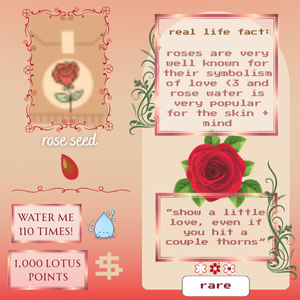 rose seed
WATER ME
110 TIMES!
1,000 LOTUS
POINTS
$
real life fact:
roses are very
well known for
their symbolism
of love <3 and
rose water is
very popular
for the skin +
mind
"show a little
love, even if
you hit a
couple thorns"
rare